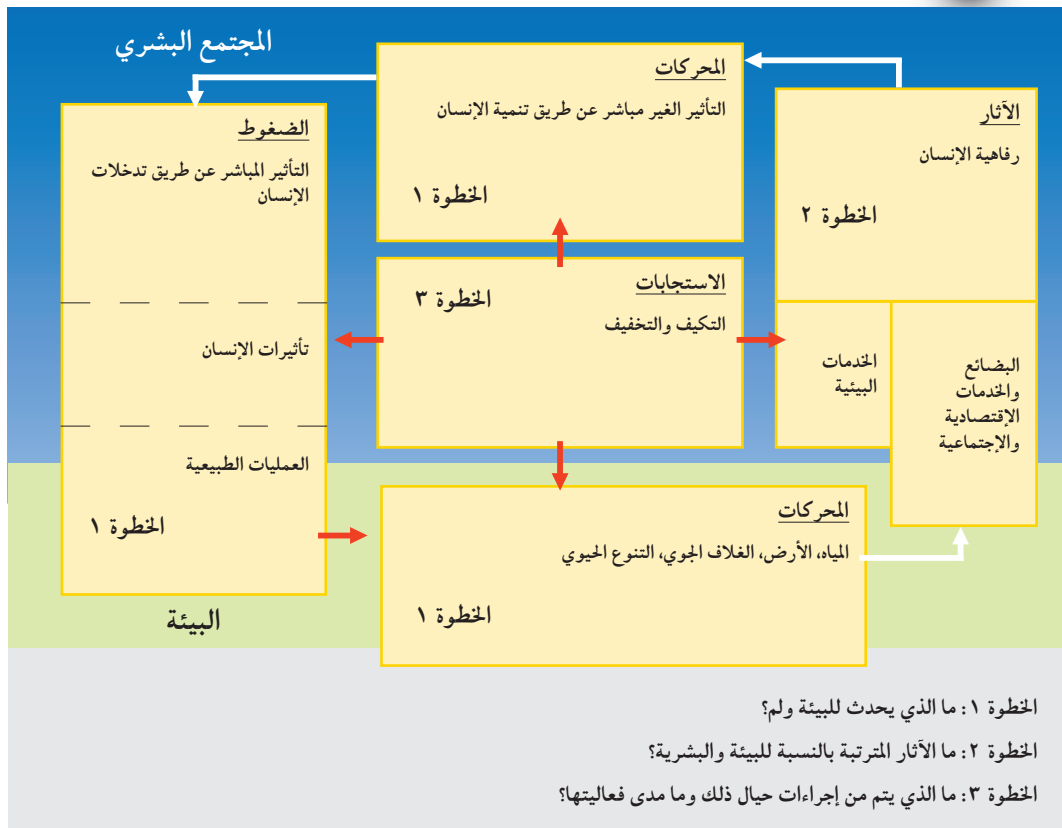 المجتمع البشري
المحركات
التأثير الغير مباشر عن طريق تنمية الإنسان
الخطوة ١
الآثار
رفاهية الإنسان
الخطوة ٢
الضغوط
التأثير المباشر عن طريق تدخلات
الإنسان
تأثيرات الإنسان
العمليات الطبيعية
الخطوة ١
الاستجابات
الخطوة ٣
التكيف والتخفيف
الخدمات
البيئية
البضائع
والخدمات
الإقتصادية
والإجتماعية
المحركات
المياه، الأرض، الغلاف الجوي، التنوع الحيوي
الخطوة ١
البيئة
الخطوة ١: ما الذي يحدث للبيئة ولم؟
الخطوة ٢: ما الآثار المترتبة بالنسبة للبيئة والبشرية؟
الخطوة ٣: ما الذي يتم من إجراءات حيال ذلك وما مدى فعاليتها؟